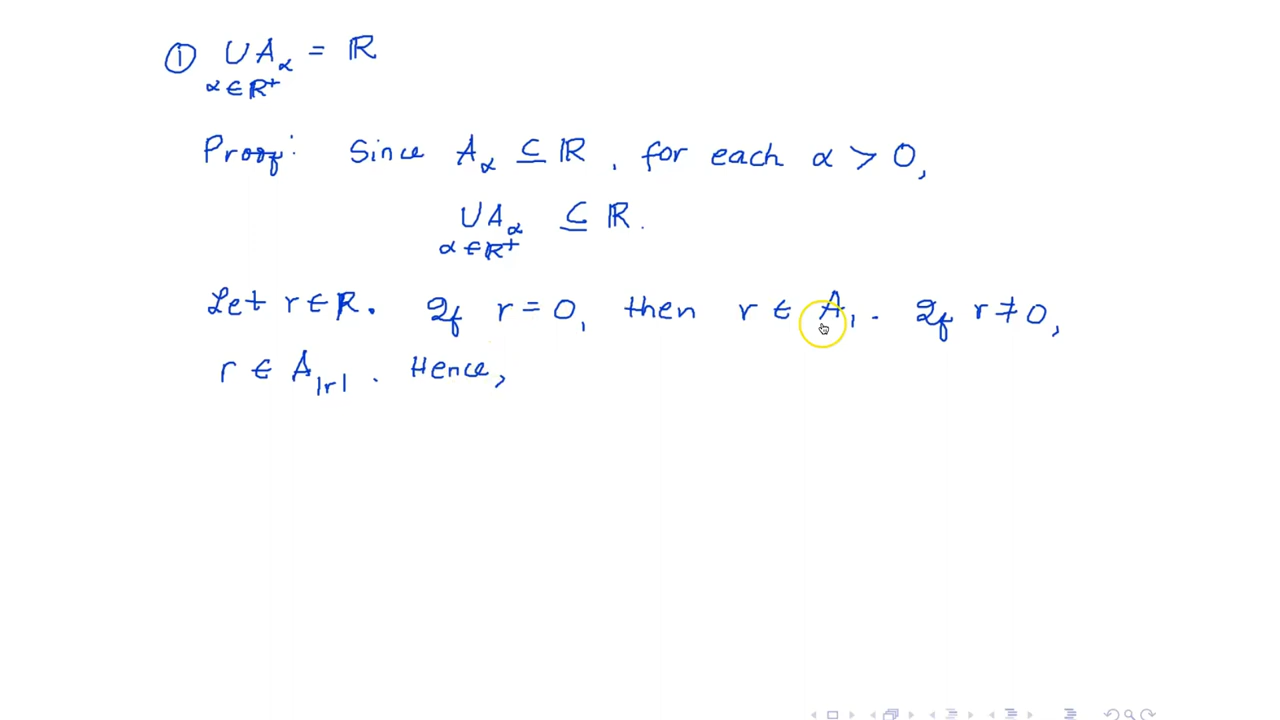 ① ∪A_α = ℝ
α∈ℝ⁺
Proof: Since A_α ⊆ ℝ, for each α > 0,
∪A_α ⊆ ℝ.
α∈ℝ⁺
Let r∈ℝ. If r = 0, then r ∈ A₁. If r ≠ 0,
r ∈ A_|r|. Hence,